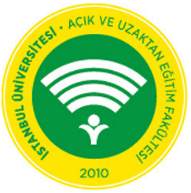 İSTANBUL ÜNİVERSİTESİ • AÇIK VE UZAKTAN EĞİTİM FAKÜLTESİ
2010